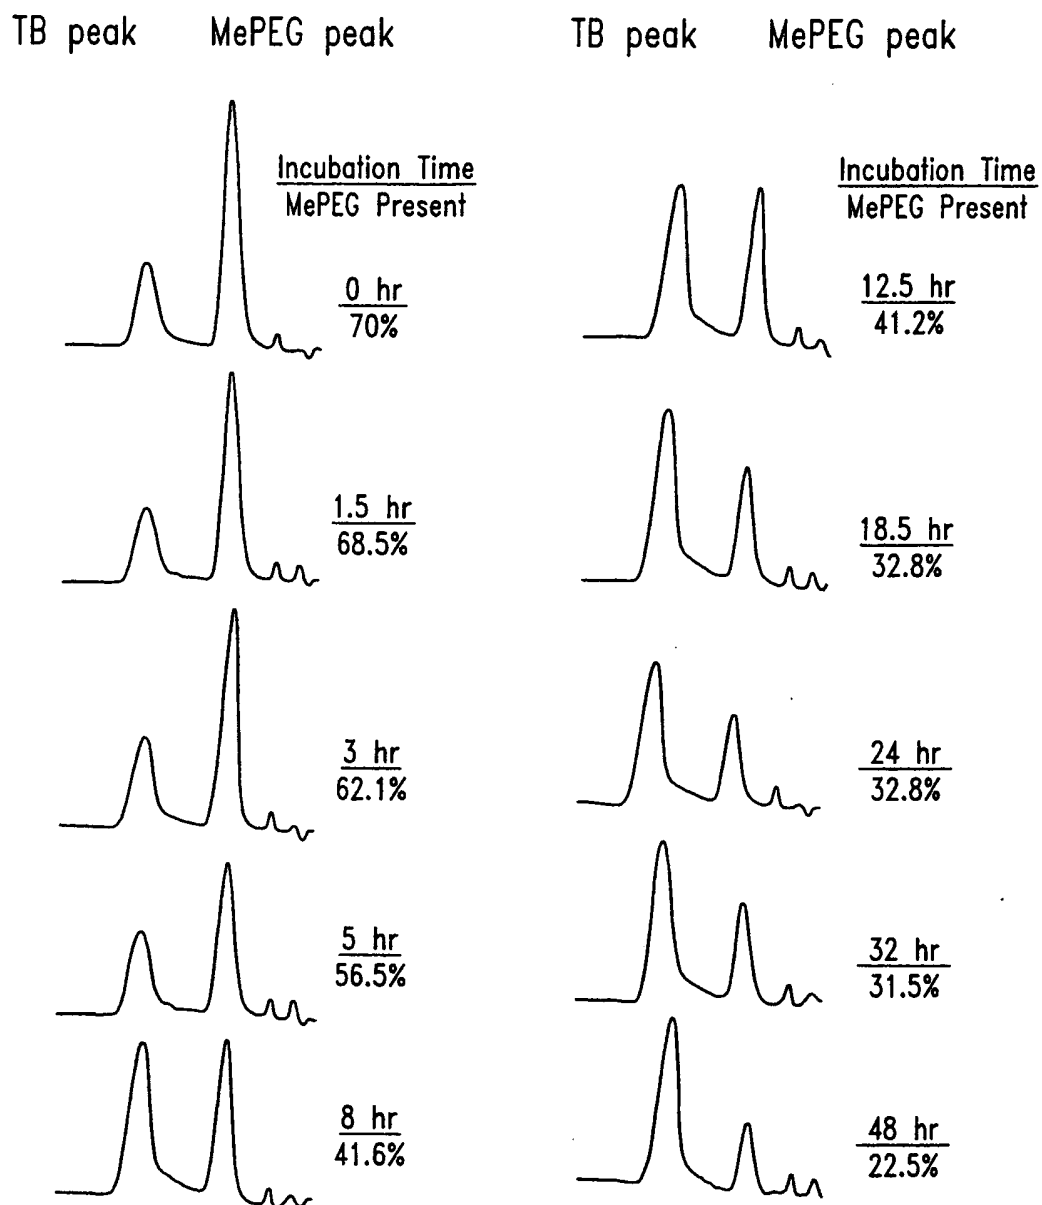 TB peak MePEG peak
Incubation Time
MePEG Present
0 hr
70%
1.5 hr
68.5%
3 hr
62.1%
5 hr
56.5%
8 hr
41.6%
TB peak MePEG peak
Incubation Time
MePEG Present
12.5 hr
41.2%
18.5 hr
32.8%
24 hr
32.8%
32 hr
31.5%
48 hr
22.5%